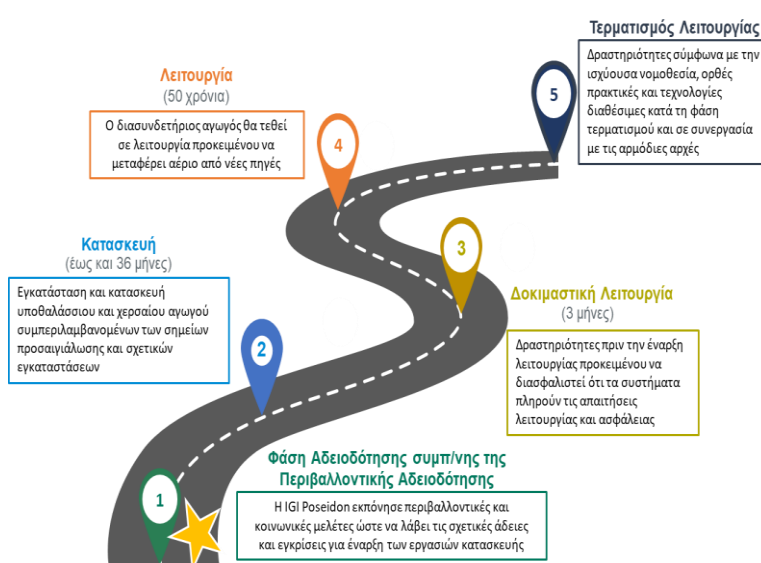 Τερματισμός Λειτουργίας
Δραστηριότητες σύμφωνα με την
ισχύουσα νομοθεσία, ορθές
πρακτικές και τεχνολογίες
διαθέσιμες κατά τη φάση
τερματισμού και σε συνεργασία
με τις αρμόδιες αρχές
5
Λειτουργία
(50 χρόνια)
Ο διασυνδετήριος αγωγός θα τεθεί
σε λειτουργία προκειμένου να
μεταφέρει αέριο από νέες πηγές
4
Κατασκευή
(έως και 36 μήνες)
Εγκατάσταση και κατασκευή
υποθαλάσσιου και χερσαίου αγωγού
συμπεριλαμβανομένων των σημείων
προσαιγιάλωσης και σχετικών
εγκαταστάσεων
2
3
Δοκιμαστική Λειτουργία
(3 μήνες)
Δραστηριότητες πριν την έναρξη
λειτουργίας προκειμένου να
διασφαλιστεί ότι τα συστήματα
πληρούν τις απαιτήσεις
λειτουργίας και ασφάλειας
Φάση Αδειοδότησης συμπ/νης της
Περιβαλλοντικής Αδειοδότησης
Η IGI Poseidon εκπόνησε περιβαλλοντικές και
κοινωνικές μελέτες ώστε να λάβει τις σχετικές άδειες
και εγκρίσεις για έναρξη των εργασιών κατασκευής
1